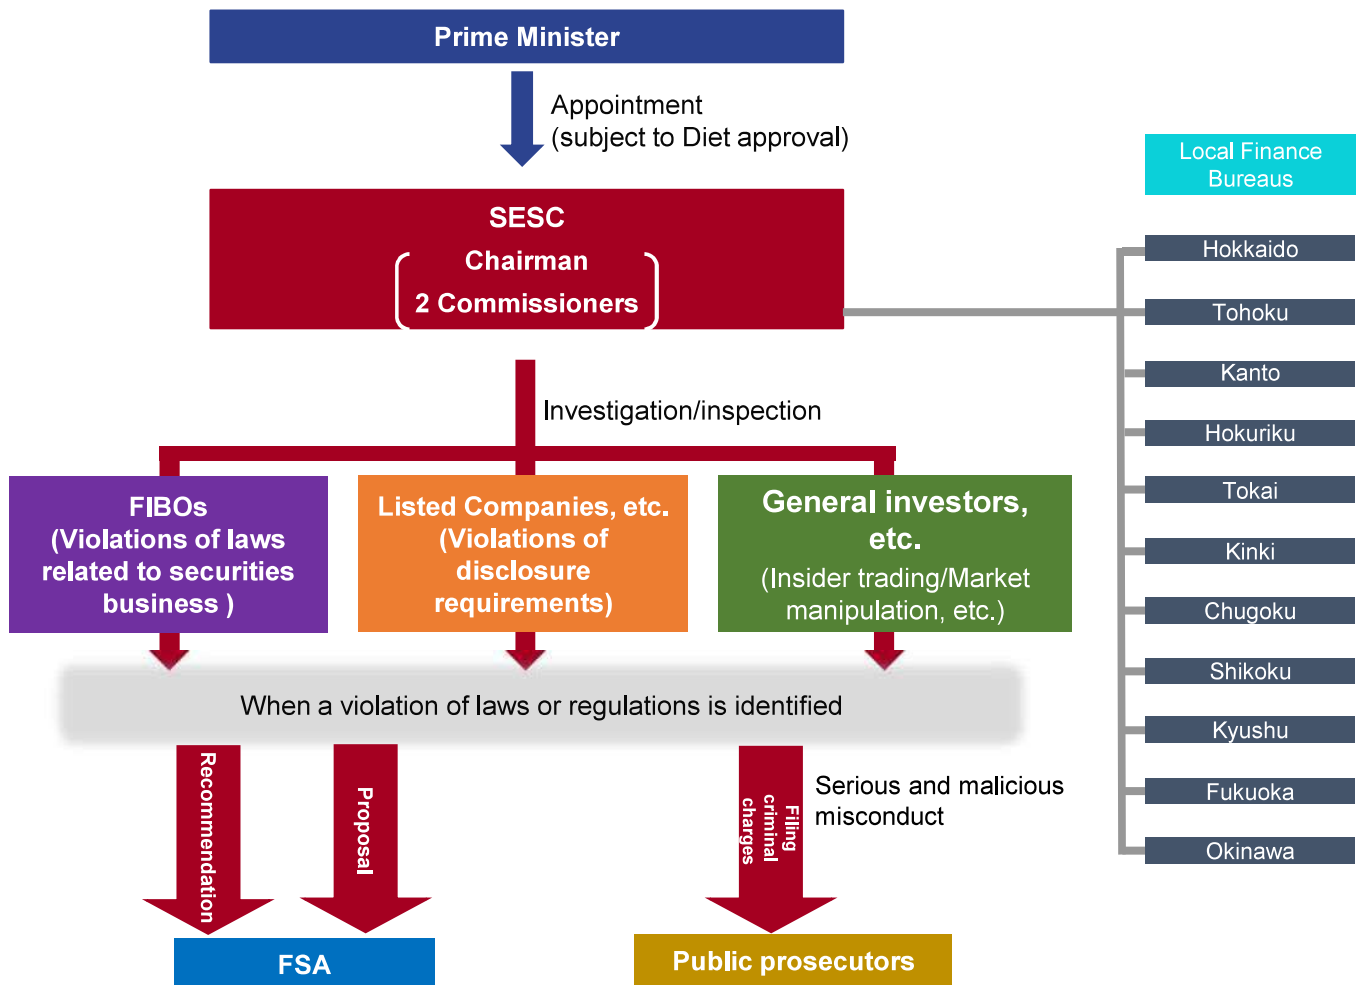 Prime Minister
Appointment
(subject to Diet approval)
SESC
Chairman
2 Commissioners
Investigation/inspection
FIBOs
(Violations of laws
related to securities
business )
Listed Companies, etc.
(Violations of
disclosure
requirements)
General investors,
etc.
(Insider trading/Market
manipulation, etc.)
When a violation of laws or regulations is identified
Recommendation
Proposal
Filing
criminal
charges
Serious and malicious
misconduct
FSA
Public prosecutors
Local Finance
Bureaus
Hokkaido
Tohoku
Kanto
Hokuriku
Tokai
Kinki
Chugoku
Shikoku
Kyushu
Fukuoka
Okinawa